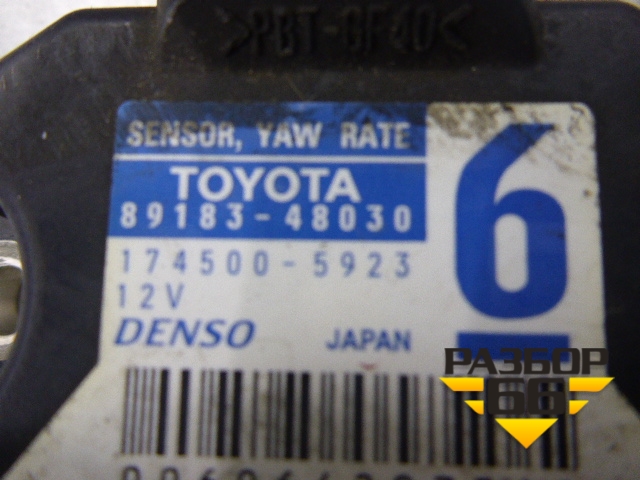 >PBT-GF40<
SENSOR, YAW RATE
TOYOTA
89183-48030
174500-5923
12V
DENSO JAPAN
6
РАЗБОР
66